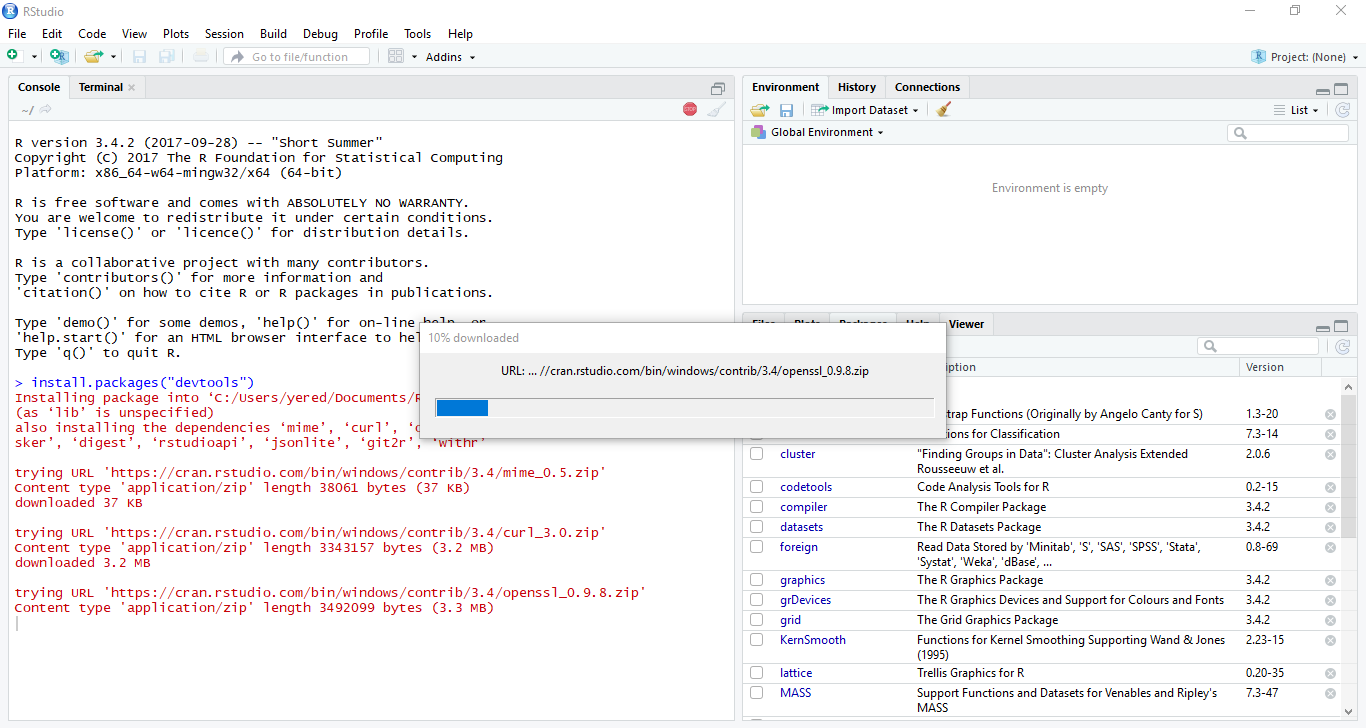 RStudio
File Edit Code View Plots Session Build Debug Profile Tools Help
Go to file/function
Addins
Project: (None)
Console Terminal
~/
R version 3.4.2 (2017-09-28) -- "Short Summer"
Copyright (C) 2017 The R Foundation for Statistical Computing
Platform: x86_64-w64-mingw32/x64 (64-bit)
R is free software and comes with ABSOLUTELY NO WARRANTY.
You are welcome to redistribute it under certain conditions.
Type 'license()' or 'licence()' for distribution details.
R is a collaborative project with many contributors.
Type 'contributors()' for more information and
'citation()' on how to cite R or R packages in publications.
Type 'demo()' for some demos, 'help()' for on-line help, or
'help.start()' for an HTML browser interface to hel
Type 'q()' to quit R.
> install.packages("devtools")
Installing package into ‘C:/Users/yered/Documents/R
(as ‘lib’ is unspecified)
also installing the dependencies ‘mime’, ‘curl’, ‘
sker’, ‘digest’, ‘rstudioapi’, ‘jsonlite’, ‘git2r’, ‘withr’
trying URL 'https://cran.rstudio.com/bin/windows/contrib/3.4/mime_0.5.zip'
Content type 'application/zip' length 38061 bytes (37 KB)
downloaded 37 KB
trying URL 'https://cran.rstudio.com/bin/windows/contrib/3.4/curl_3.0.zip'
Content type 'application/zip' length 3343157 bytes (3.2 MB)
downloaded 3.2 MB
trying URL 'https://cran.rstudio.com/bin/windows/contrib/3.4/openssl_0.9.8.zip'
Content type 'application/zip' length 3492099 bytes (3.3 MB)
10% downloaded
URL: ... //cran.rstudio.com/bin/windows/contrib/3.4/openssl_0.9.8.zip
Environment History Connections
Import Dataset
List
Global Environment
Environment is empty
Files Plots Packages Help Viewer
iption Version
trap Functions (Originally by Angelo Canty for S) 1.3-20
ions for Classification 7.3-14
cluster "Finding Groups in Data": Cluster Analysis Extended 2.0.6
Rousseeuw et al.
codetools Code Analysis Tools for R 0.2-15
compiler The R Compiler Package 3.4.2
datasets The R Datasets Package 3.4.2
foreign Read Data Stored by 'Minitab', 'S', 'SAS', 'SPSS', 'Stata', 0.8-69
'Systat', 'Weka', 'dBase', ...
graphics The R Graphics Package 3.4.2
grDevices The R Graphics Devices and Support for Colours and Fonts 3.4.2
grid The Grid Graphics Package 3.4.2
KernSmooth Functions for Kernel Smoothing Supporting Wand & Jones 2.23-15
(1995)
lattice Trellis Graphics for R 0.20-35
MASS Support Functions and Datasets for Venables and Ripley's 7.3-47
MASS